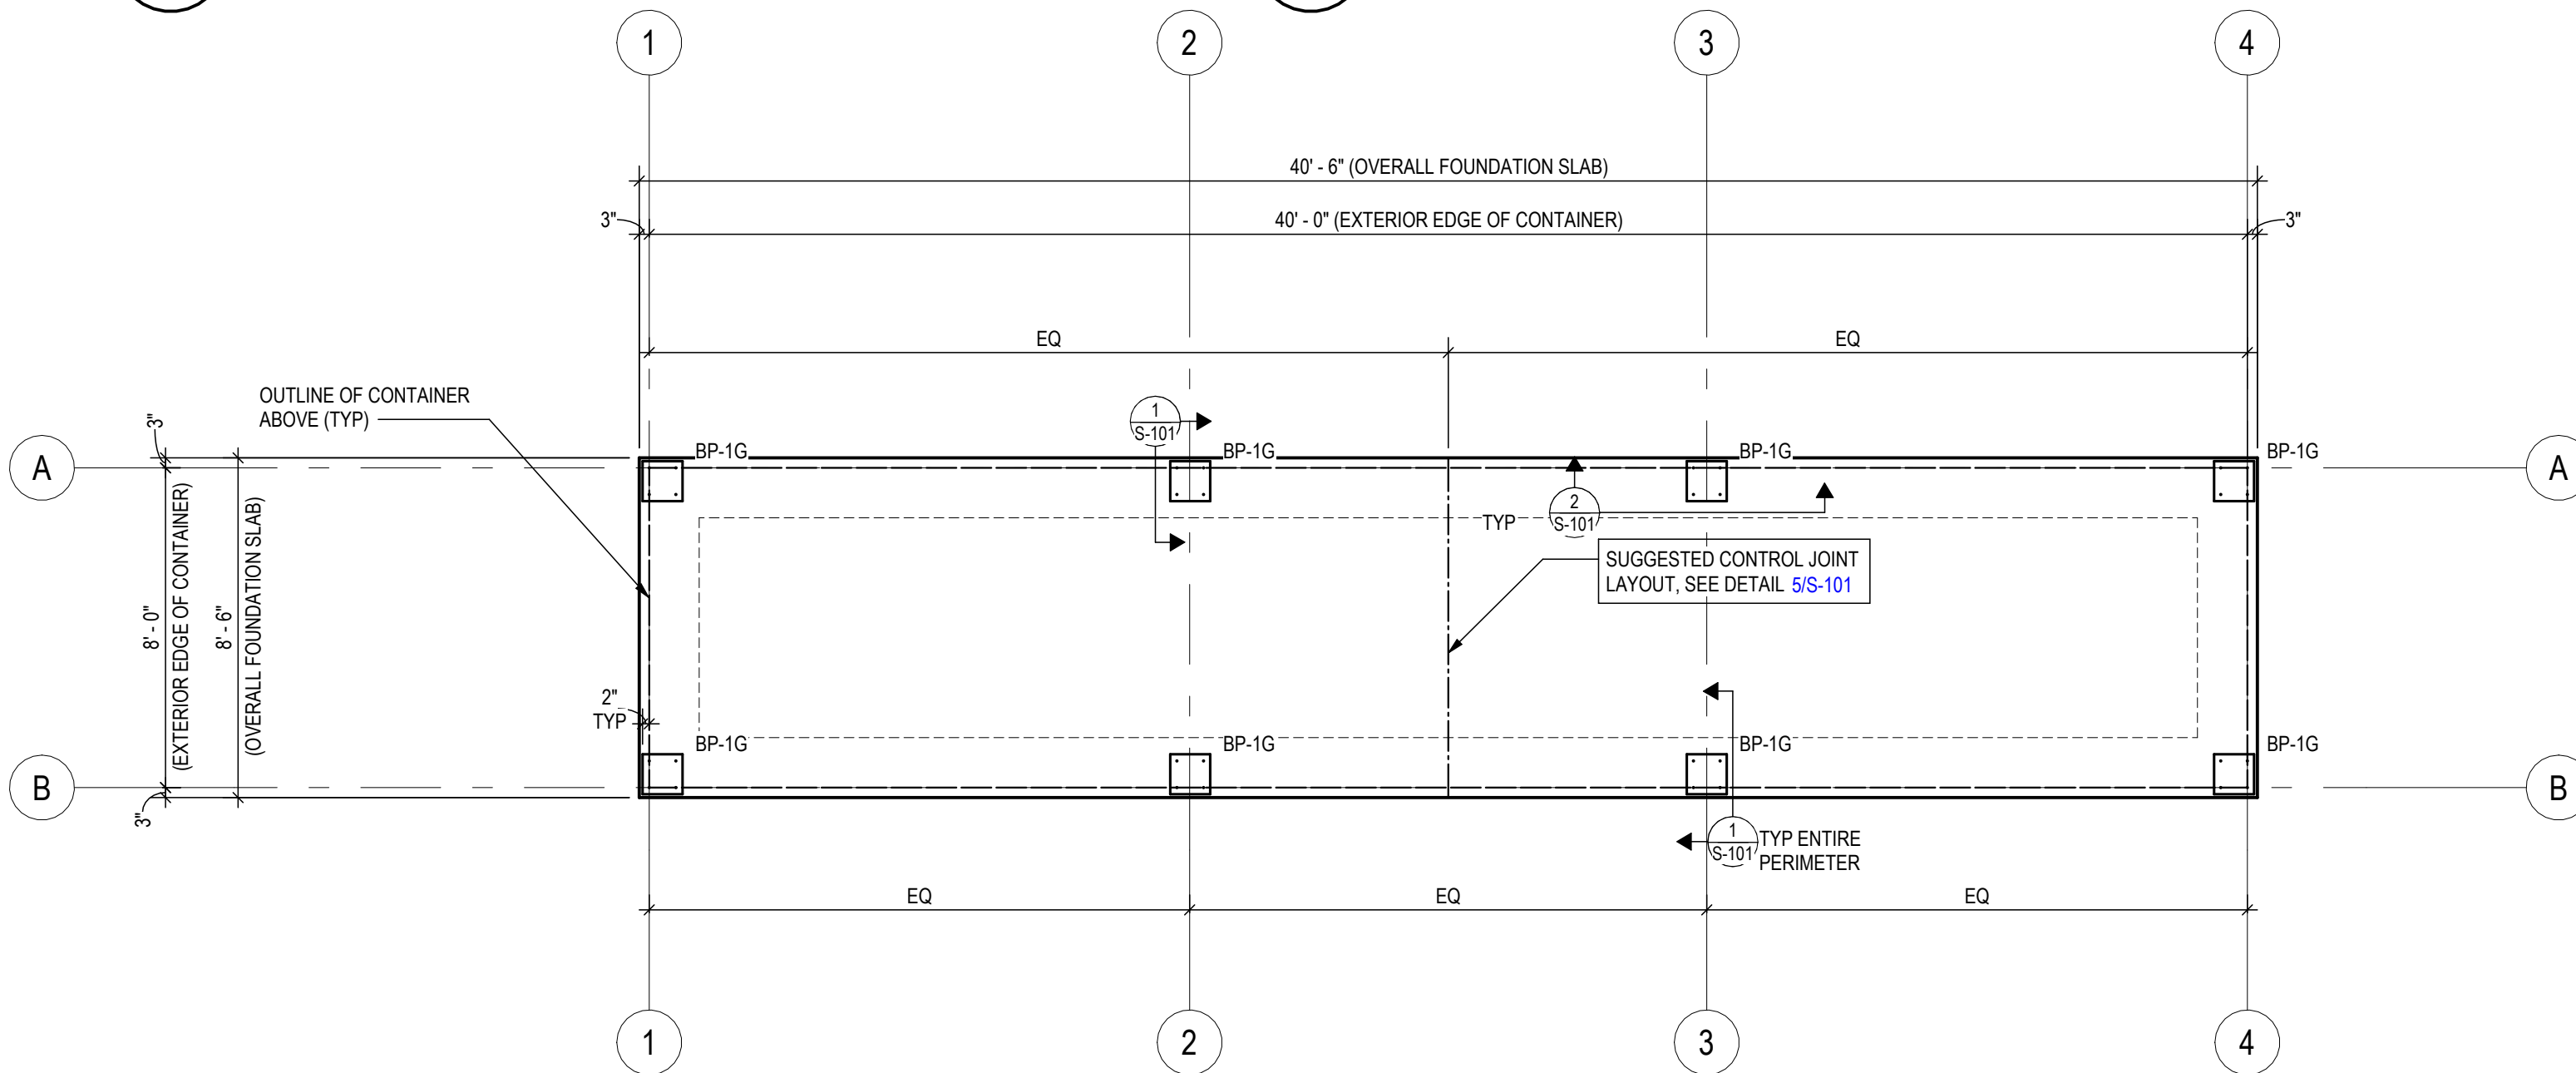 1 2 3 4
40' - 6" (OVERALL FOUNDATION SLAB)
3" 40' - 0" (EXTERIOR EDGE OF CONTAINER) 3"
EQ EQ
OUTLINE OF CONTAINER
ABOVE (TYP)
1
S-101
3"
A A
BP-1G BP-1G BP-1G BP-1G
2
S-101
TYP
SUGGESTED CONTROL JOINT
LAYOUT, SEE DETAIL 5/S-101
8' - 0"
(EXTERIOR EDGE OF CONTAINER)
8' - 6"
(OVERALL FOUNDATION SLAB)
2"
TYP
BP-1G BP-1G BP-1G BP-1G
B B
3"
1
S-101
TYP ENTIRE
PERIMETER
EQ EQ EQ
1 2 3 4